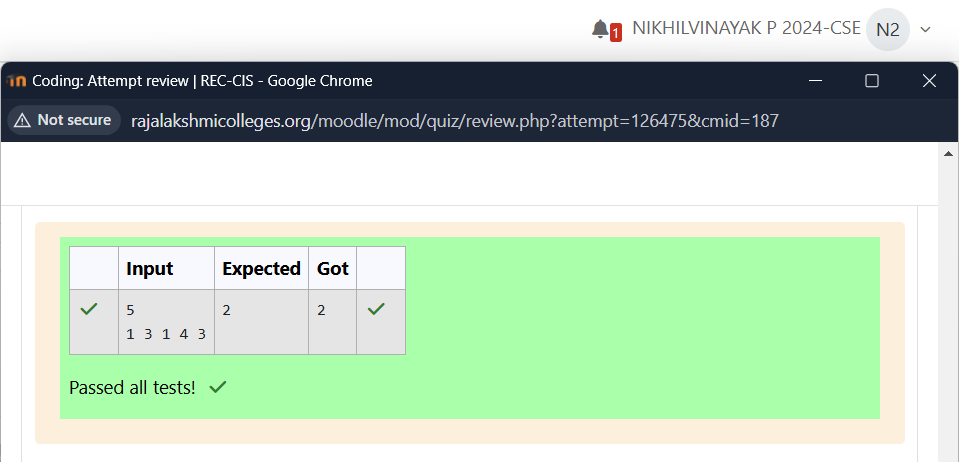 1 NIKHILVINAYAK P 2024-CSE N2
Coding: Attempt review | REC-CIS - Google Chrome
Not secure rajalakshmicolleges.org/moodle/mod/quiz/review.php?attempt=126475&cmid=187
Input Expected Got
5 2 2
1 3 1 4 3
Passed all tests!